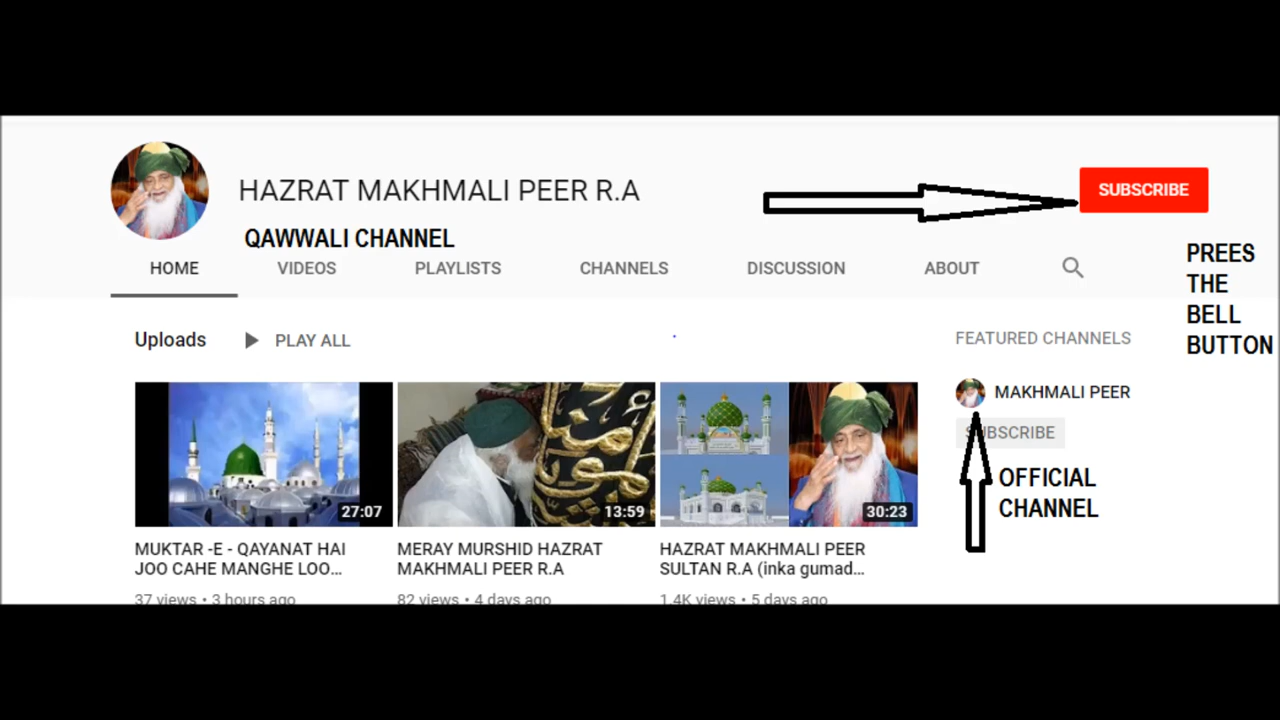 HAZRAT MAKHMALI PEER R.A
SUBSCRIBE
QAWWALI CHANNEL
HOME VIDEOS PLAYLISTS CHANNELS DISCUSSION ABOUT
PREES
THE
BELL
BUTTON
Uploads PLAY ALL
FEATURED CHANNELS
MAKHMALI PEER
SUBSCRIBE
OFFICIAL
CHANNEL
27:07
13:59
30:23
MUKTAR -E - QAYANAT HAI
JOO CAHE MANGHE LOO...
37 views • 3 hours ago
MERAY MURSHID HAZRAT
MAKHMALI PEER R.A
82 views • 4 days ago
HAZRAT MAKHMALI PEER
SULTAN R.A (inka gumad...
1.4K views • 5 days ago